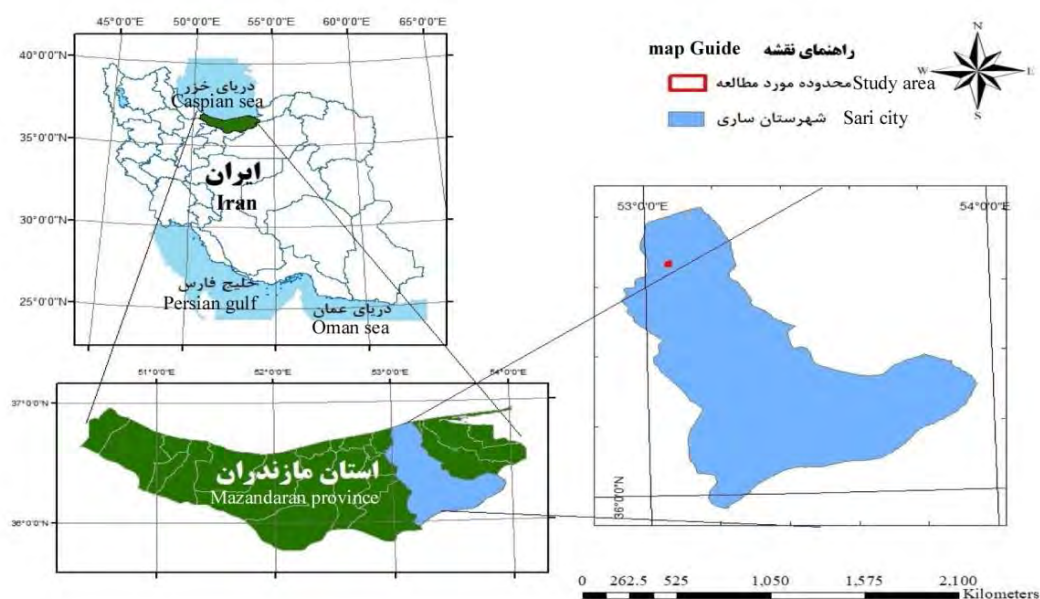 45°0'0"E 50°0'0"E 55°0'0"E 60°0'0"E 65°0'0"E
40°0'0"N
35°0'0"N
30°0'0"N
25°0'0"N
دریای خزر
Caspian sea
ایران
Iran
خلیج فارس
Persian gulf
دریای عمان
Oman sea
map Guide راهنمای نقشه
محدوده مورد مطالعه Study area
شهرستان ساری Sari city
N
W E
S
53°0'0"E 54°0'0"E
36°0'0"N
51°0'0"E 52°0'0"E 53°0'0"E 54°0'0"E
37°0'0"N
36°0'0"N
استان مازندران
Mazandaran province
0 262.5 525 1,050 1,575 2,100
Kilometers